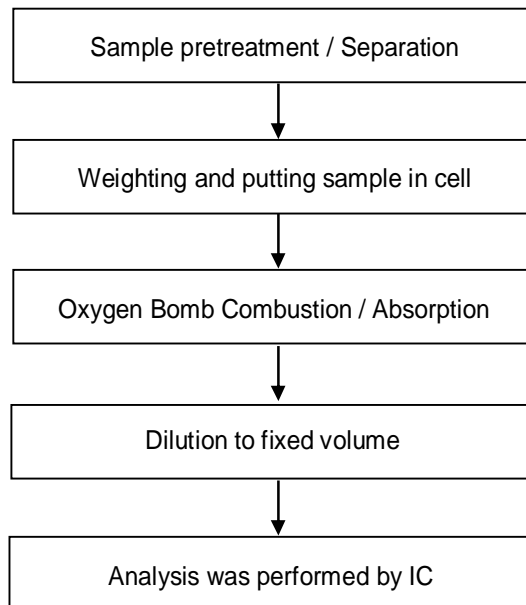 Sample pretreatment / Separation
Weighting and putting sample in cell
Oxygen Bomb Combustion / Absorption
Dilution to fixed volume
Analysis was performed by IC